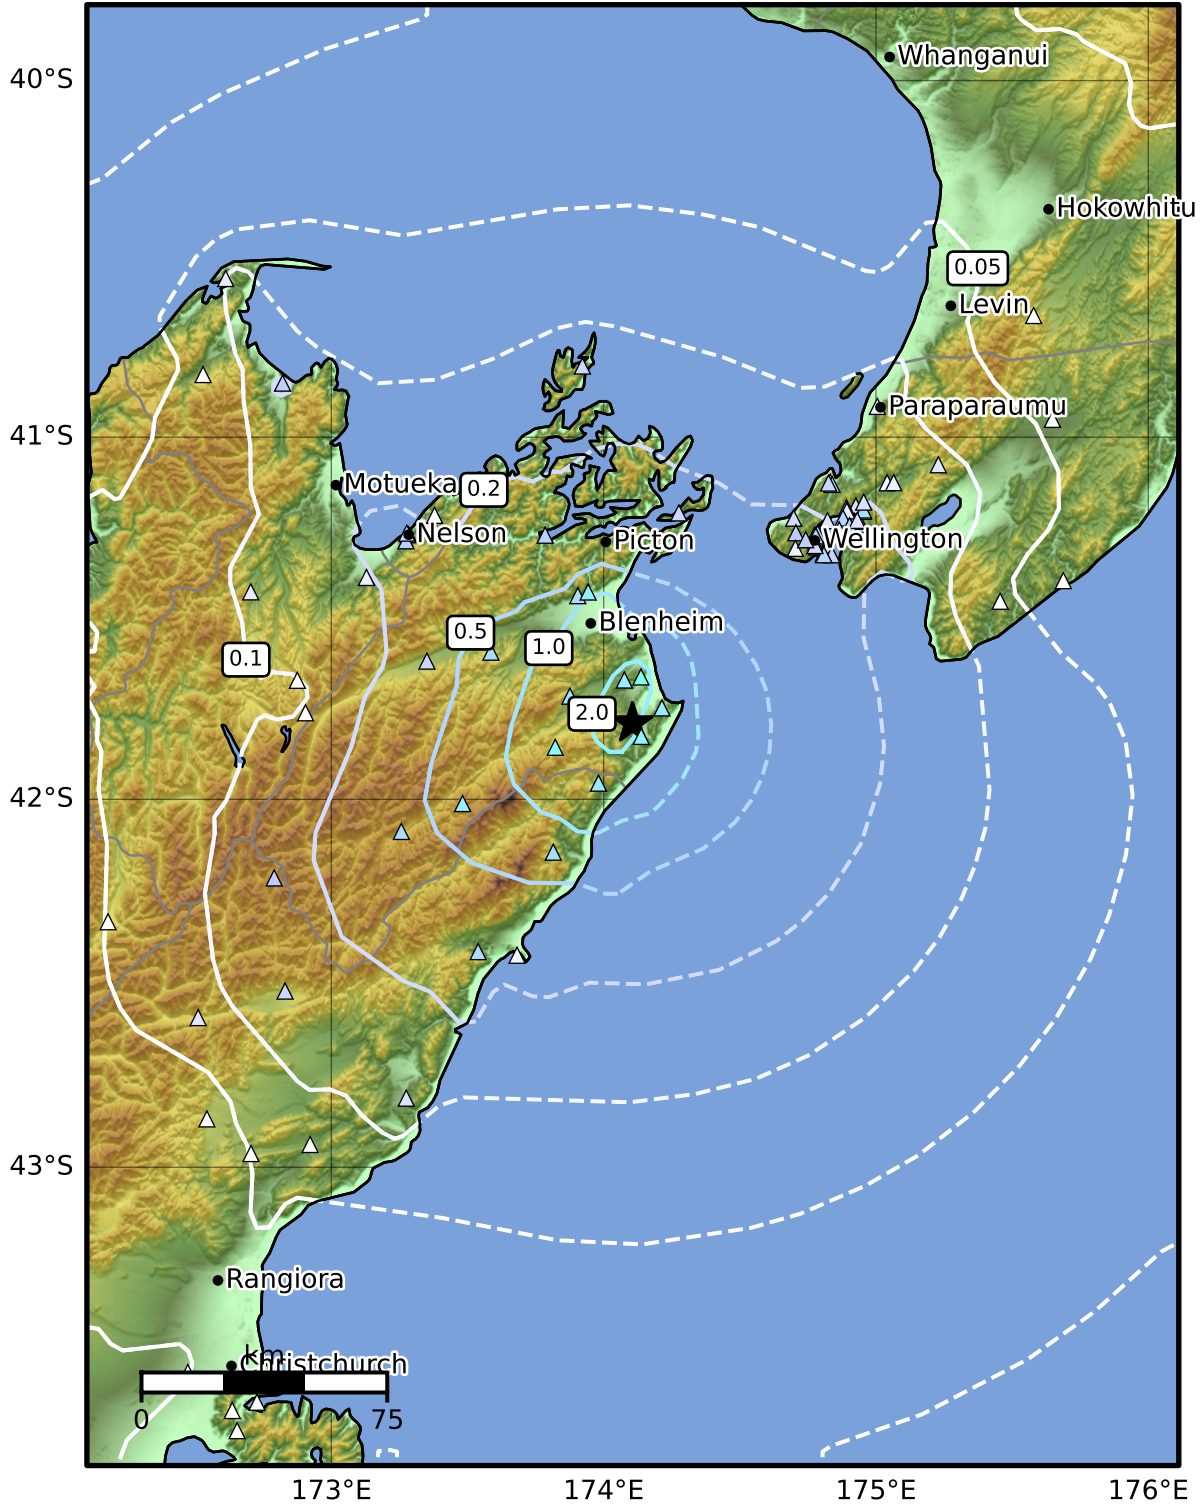 Whanganui
40°S
Hokowhitu
0.05
Levin
Paraparaumu
41°S
Motueka
0.2
Nelson
Picton
Wellington
Blenheim
0.5
1.0
0.1
2.0
42°S
43°S
Rangiora
km
Christchurch
0
75
173°E
174°E
175°E
176°E